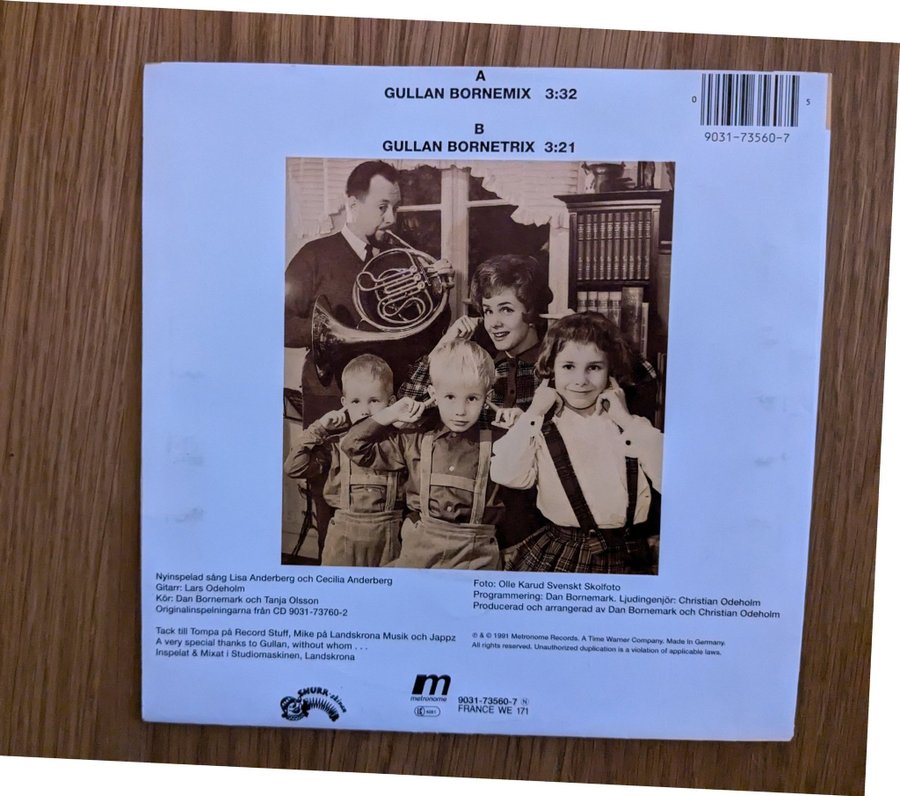 A
GULLAN BORNEMIX 3:32
B
GULLAN BORNETRIX 3:21
0 5
9031-73560-7
Nyinspelad sång Lisa Anderberg och Cecilia Anderberg
Gitarr: Lars Odeholm
Kör: Dan Bornemark och Tanja Olsson
Originalinspelningarna från CD 9031-73760-2
Tack till Tompa på Record Stuff, Mike på Landskrona Musik och Jappz
A very special thanks to Gullan, without whom . . .
Inspelat & Mixat i Studiomaskinen, Landskrona
Foto: Olle Karud Svenskt Skolfoto
Programmering: Dan Bornemark. Ljudingenjör: Christian Odeholm
Producerad och arrangerad av Dan Bornemark och Christian Odeholm
℗ & © 1991 Metronome Records. A Time Warner Company. Made In Germany.
All rights reserved. Unauthorized duplication is a violation of applicable laws.
SMURK-skivor
m
metronome
9031-73560-7 Ⓝ
FRANCE WE 171